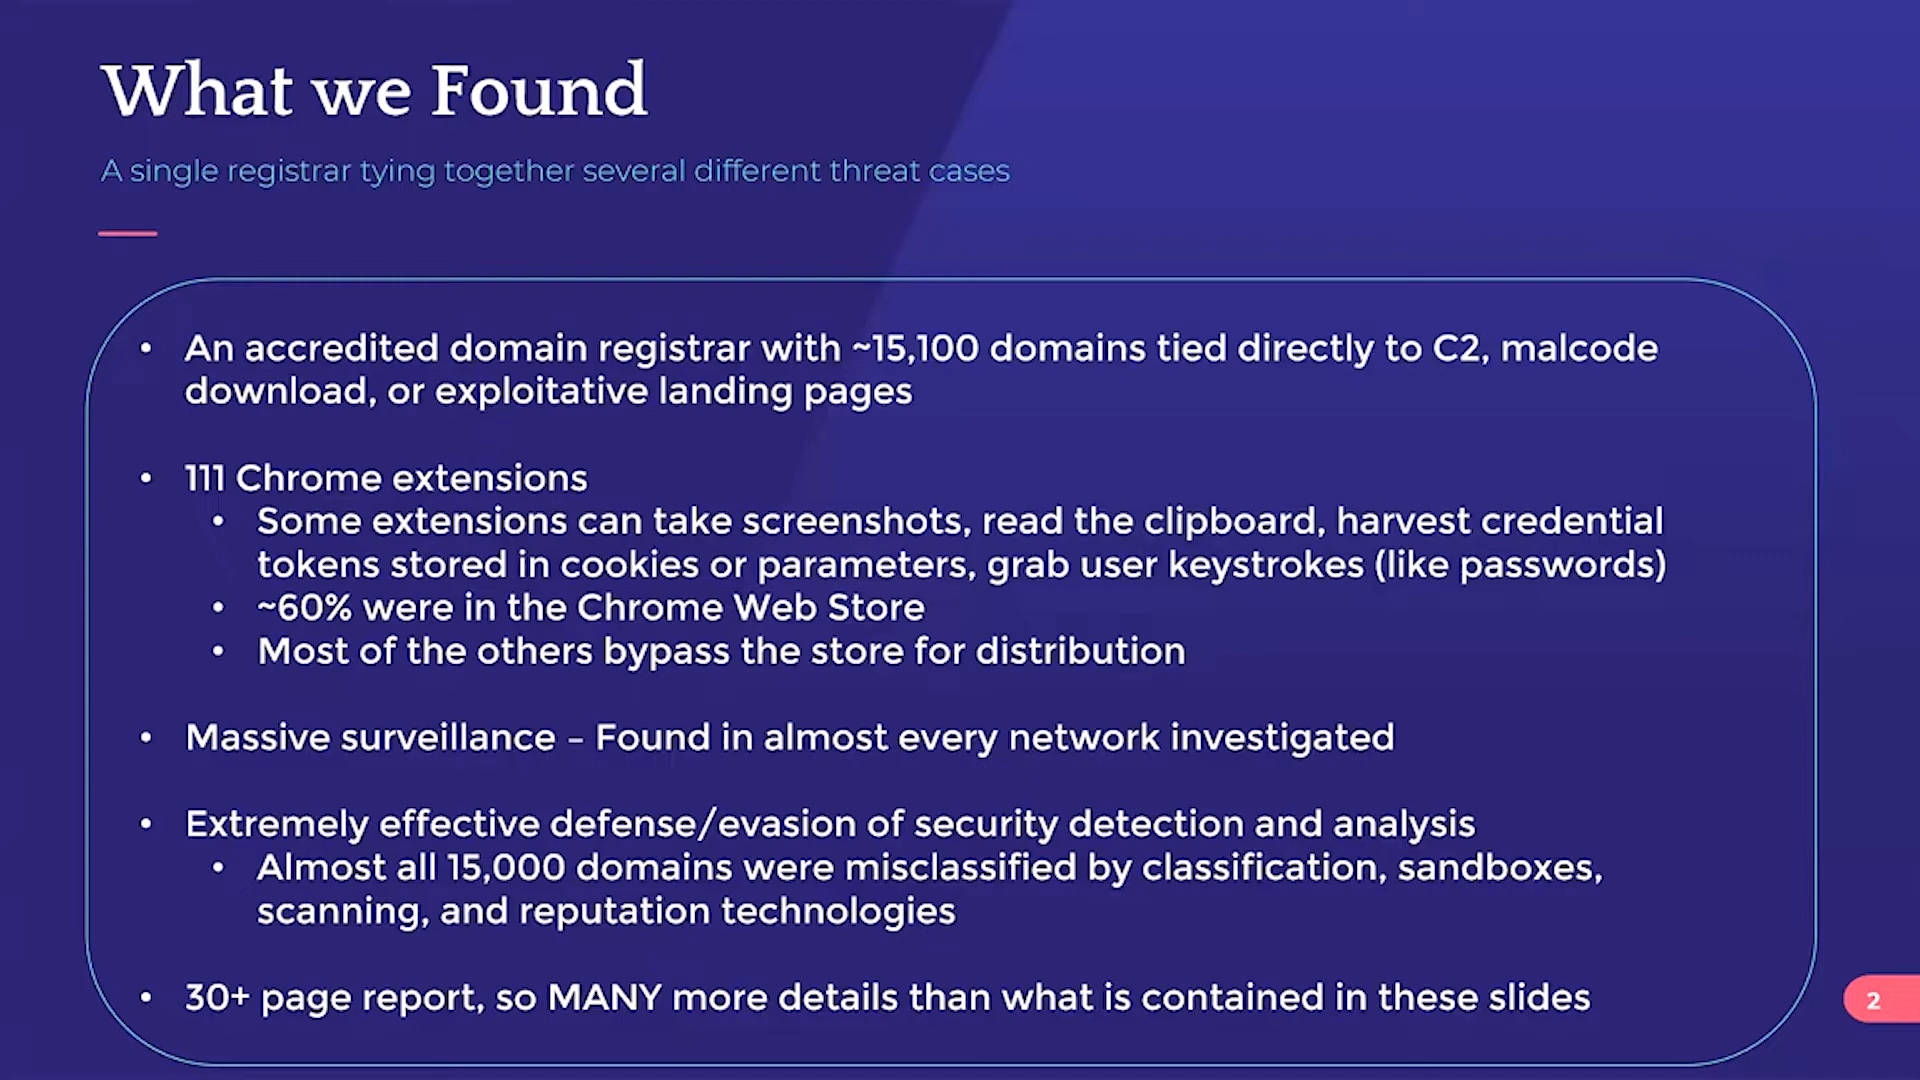 What we Found
A single registrar tying together several different threat cases
• An accredited domain registrar with ~15,100 domains tied directly to C2, malcode
download, or exploitative landing pages
• 111 Chrome extensions
• Some extensions can take screenshots, read the clipboard, harvest credential
tokens stored in cookies or parameters, grab user keystrokes (like passwords)
• ~60% were in the Chrome Web Store
• Most of the others bypass the store for distribution
• Massive surveillance – Found in almost every network investigated
• Extremely effective defense/evasion of security detection and analysis
• Almost all 15,000 domains were misclassified by classification, sandboxes,
scanning, and reputation technologies
• 30+ page report, so MANY more details than what is contained in these slides
2